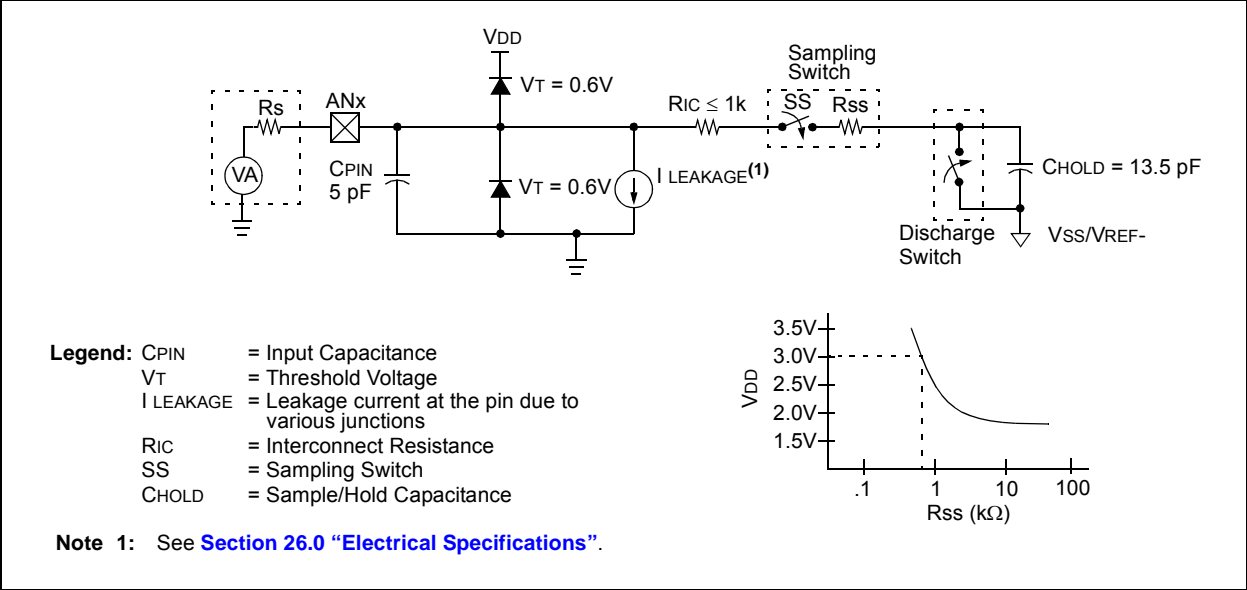 VDD
Sampling
Switch
VT = 0.6V
Rs
ANx
RIC ≤ 1k
SS
Rss
VA
CPIN
5 pF
VT = 0.6V
I LEAKAGE(1)
CHOLD = 13.5 pF
Discharge
Switch
VSS/VREF-
Legend: CPIN = Input Capacitance
VT = Threshold Voltage
I LEAKAGE = Leakage current at the pin due to
various junctions
RIC = Interconnect Resistance
SS = Sampling Switch
CHOLD = Sample/Hold Capacitance
3.5V
3.0V
2.5V
2.0V
1.5V
VDD
.1 1 10 100
Rss (kΩ)
Note 1: See Section 26.0 “Electrical Specifications”.